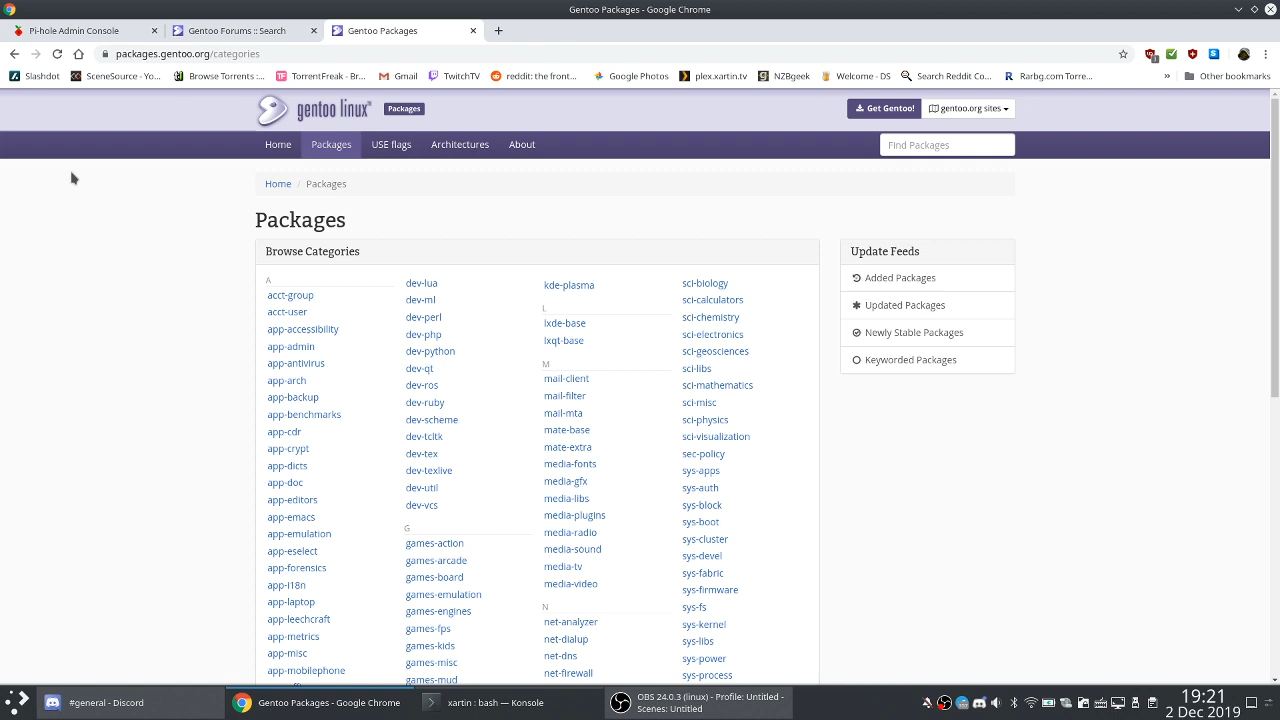 Gentoo Packages - Google Chrome
Pi-hole Admin Console
Gentoo Forums :: Search
Gentoo Packages
packages.gentoo.org/categories
Slashdot
SceneSource - Yo...
Browse Torrents :...
TorrentFreak - Br...
Gmail
TwitchTV
reddit: the front...
Google Photos
plex.xartin.tv
NZBgeek
Welcome - DS
Search Reddit Co...
Rarbg.com Torre...
»
Other bookmarks
gentoo linux
Packages
Get Gentoo!
gentoo.org sites
Home
Packages
USE flags
Architectures
About
Find Packages
Home / Packages
Packages
Browse Categories
A
acct-group
acct-user
app-accessibility
app-admin
app-antivirus
app-arch
app-backup
app-benchmarks
app-cdr
app-crypt
app-dicts
app-doc
app-editors
app-emacs
app-emulation
app-eselect
app-forensics
app-i18n
app-laptop
app-leechcraft
app-metrics
app-misc
app-mobilephone
dev-lua
dev-ml
dev-perl
dev-php
dev-python
dev-qt
dev-ros
dev-ruby
dev-scheme
dev-tcltk
dev-tex
dev-texlive
dev-util
dev-vcs
G
games-action
games-arcade
games-board
games-emulation
games-engines
games-fps
games-kids
games-misc
games-mud
kde-plasma
L
lxde-base
lxqt-base
M
mail-client
mail-filter
mail-mta
mate-base
mate-extra
media-fonts
media-gfx
media-libs
media-plugins
media-radio
media-sound
media-tv
media-video
N
net-analyzer
net-dialup
net-dns
net-firewall
sci-biology
sci-calculators
sci-chemistry
sci-electronics
sci-geosciences
sci-libs
sci-mathematics
sci-misc
sci-physics
sci-visualization
sec-policy
sys-apps
sys-auth
sys-block
sys-boot
sys-cluster
sys-devel
sys-fabric
sys-firmware
sys-fs
sys-kernel
sys-libs
sys-power
sys-process
Update Feeds
Added Packages
Updated Packages
Newly Stable Packages
Keyworded Packages
#general - Discord
Gentoo Packages - Google Chrome
xartin : bash — Konsole
OBS 24.0.3 (linux) - Profile: Untitled -
Scenes: Untitled
19:21
2 Dec 2019